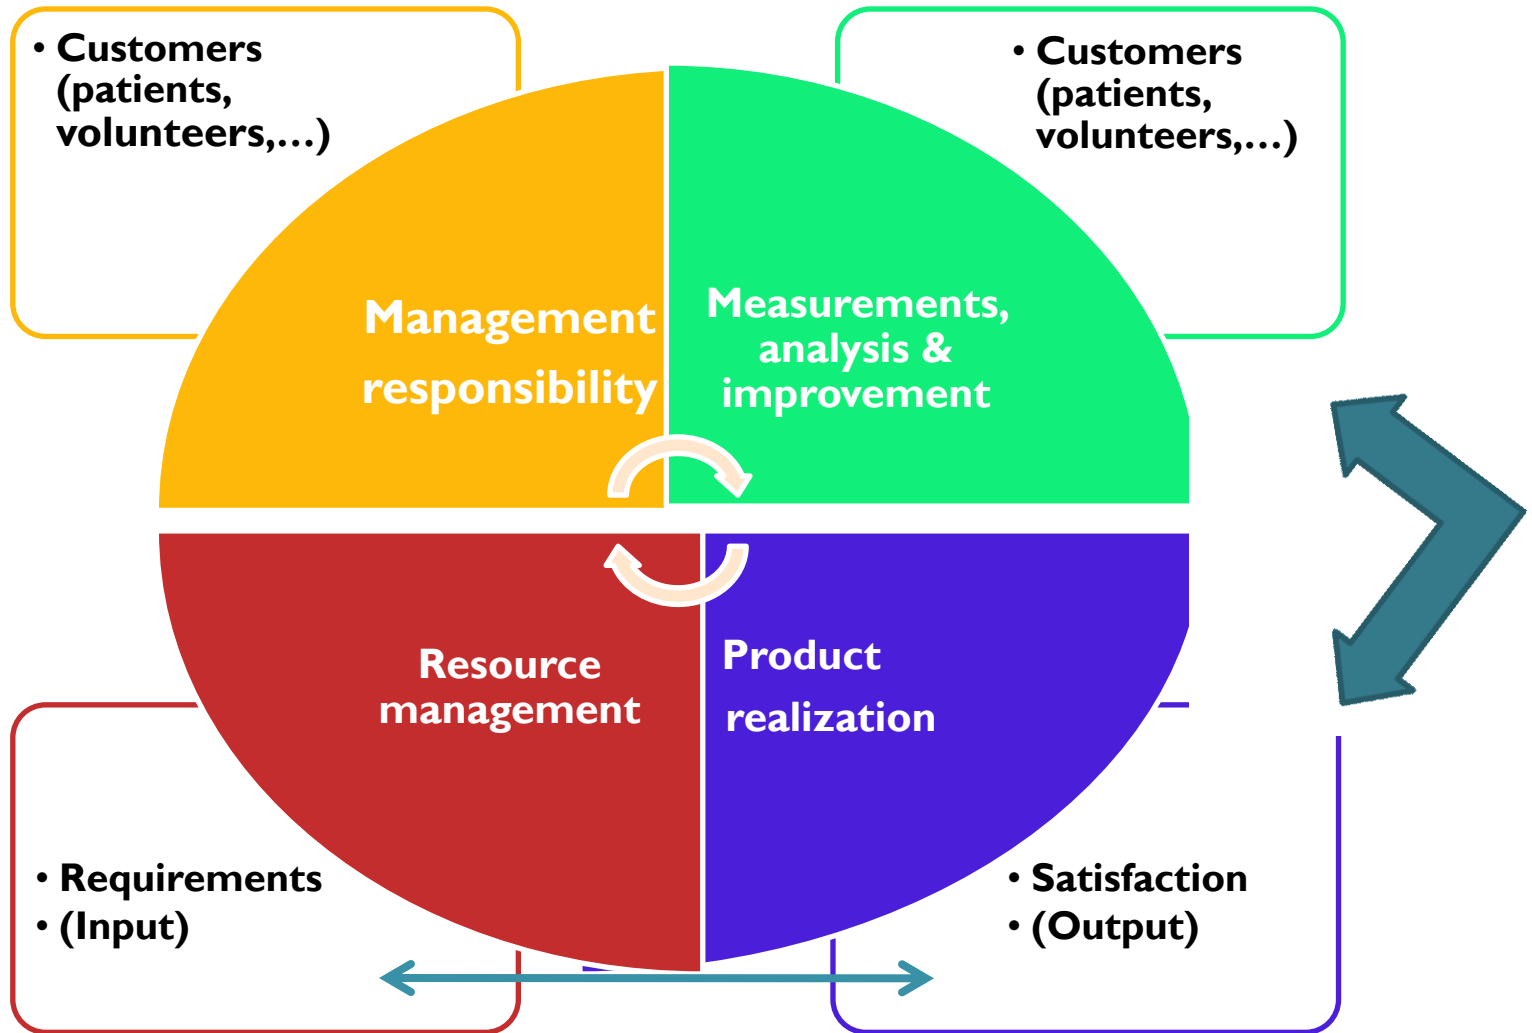 • Customers
(patients,
volunteers,...)
• Customers
(patients,
volunteers,...)
Management
responsibility
Measurements,
analysis &
improvement
Resource
management
Product
realization
• Requirements
• (Input)
• Satisfaction
• (Output)